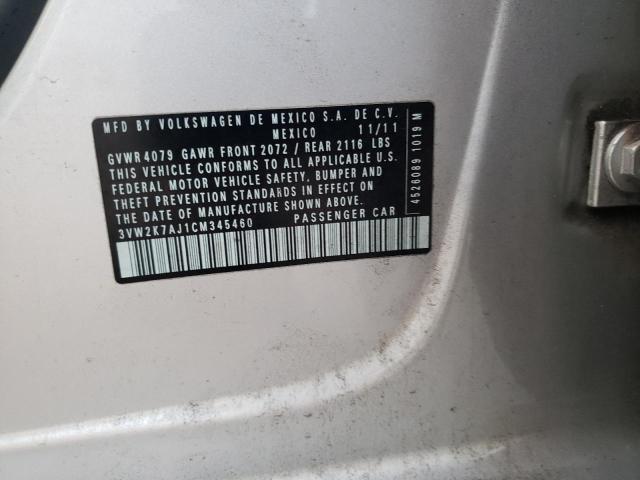 MFD BY VOLKSWAGEN DE MEXICO S.A. DE C.V.
MEXICO 11/11
GVWR 4079 GAWR FRONT 2072 / REAR 2116 LBS
THIS VEHICLE CONFORMS TO ALL APPLICABLE U.S.
FEDERAL MOTOR VEHICLE SAFETY, BUMPER AND
THEFT PREVENTION STANDARDS IN EFFECT ON
THE DATE OF MANUFACTURE SHOWN ABOVE.
3VW2K7AJ1CM345460 PASSENGER CAR
4526089 1019 M